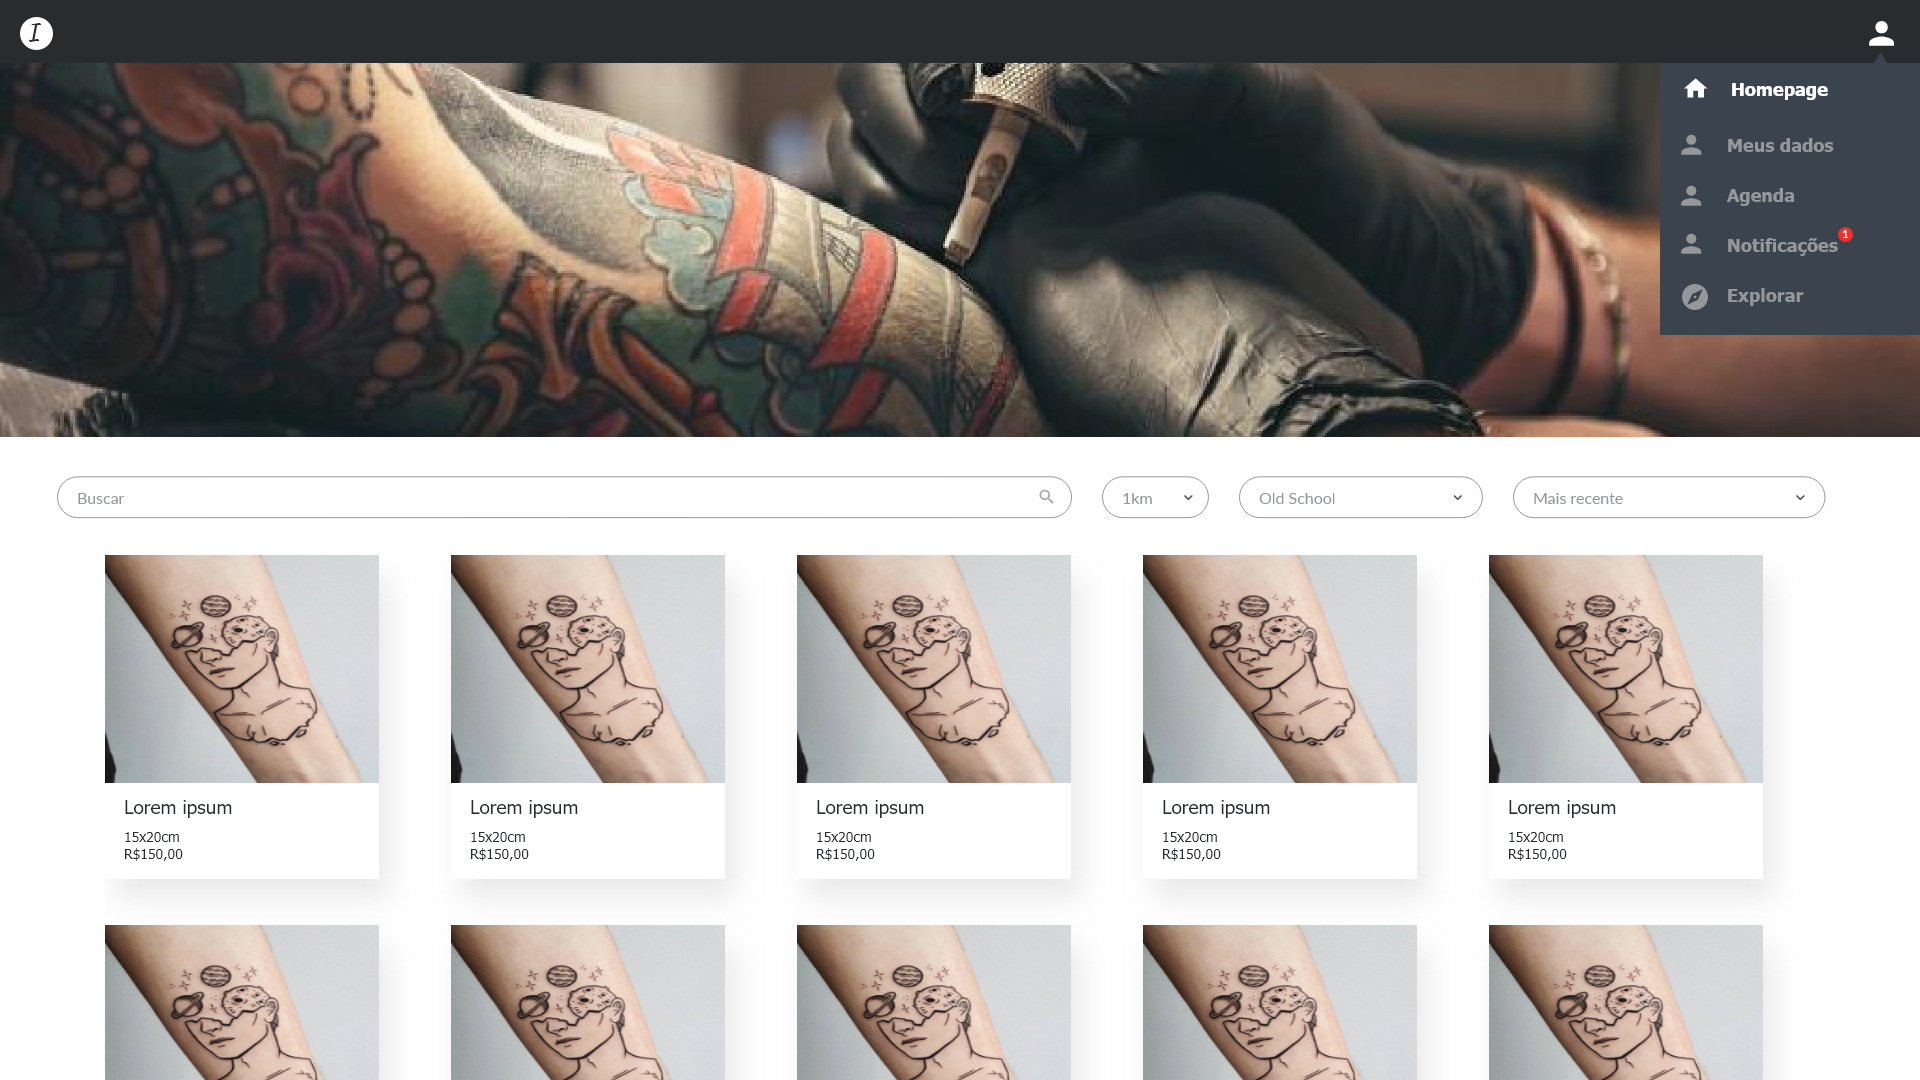 I
Homepage
Meus dados
Agenda
Notificações 1
Explorar
Buscar 1km Old School Mais recente
Lorem ipsum Lorem ipsum Lorem ipsum Lorem ipsum Lorem ipsum
15x20cm 15x20cm 15x20cm 15x20cm 15x20cm
R$150,00 R$150,00 R$150,00 R$150,00 R$150,00